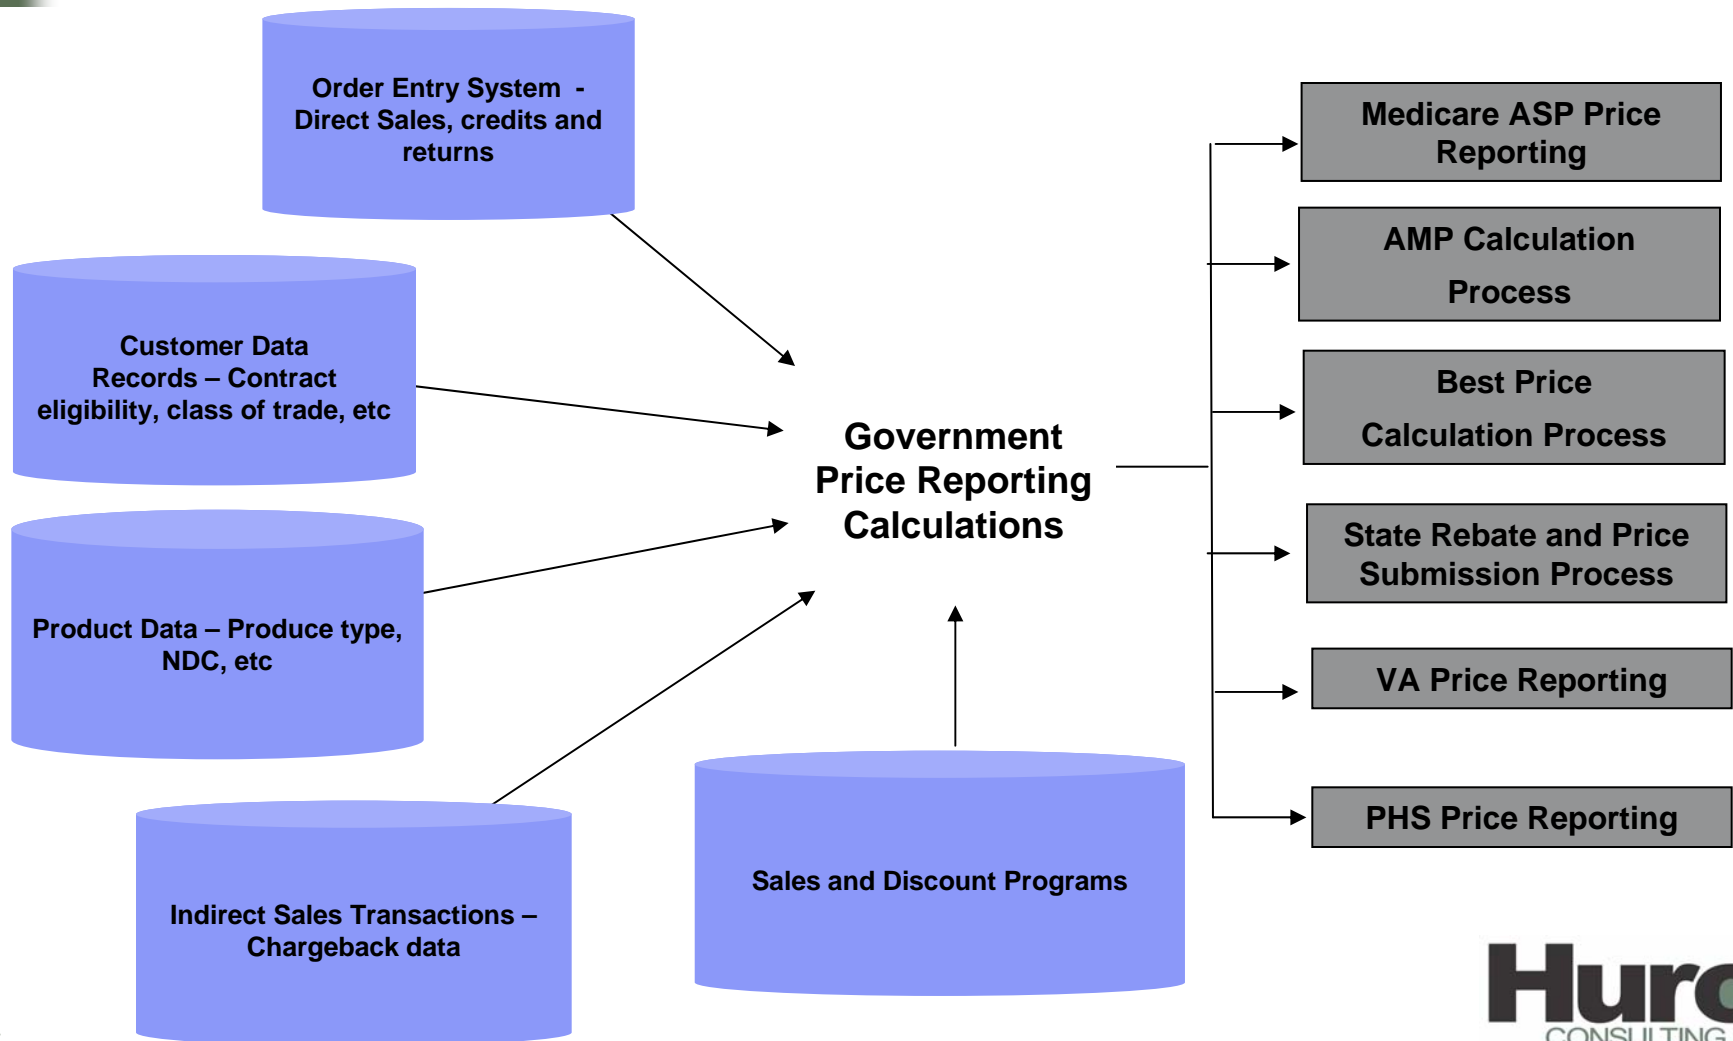 Order Entry System  -
Direct Sales, credits and
returns
Customer Data
Records – Contract
eligibility, class of trade, etc
Product Data – Produce type,
NDC, etc
Indirect Sales Transactions –
Chargeback data
Sales and Discount Programs
Government
Price Reporting
Calculations
Medicare ASP Price
Reporting
AMP Calculation
Process
Best Price
Calculation Process
State Rebate and Price
Submission Process
VA Price Reporting
PHS Price Reporting
CONSULTING